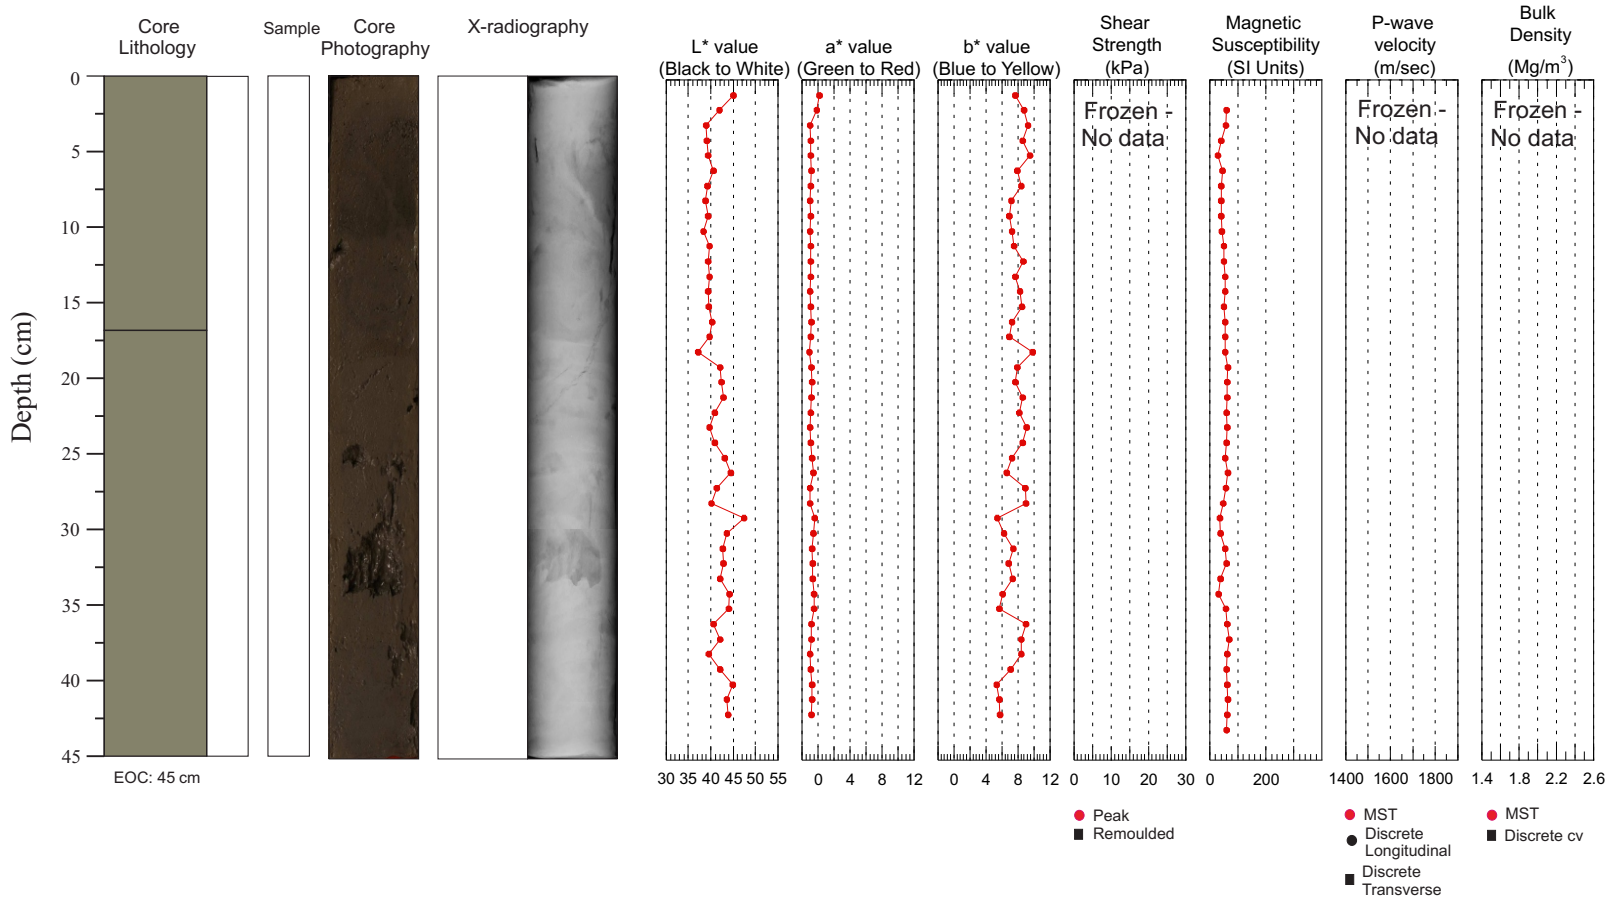 Core
Lithology
Sample
Core
Photography
X-radiography
L* value
(Black to White)
a* value
(Green to Red)
b* value
(Blue to Yellow)
Shear
Strength
(kPa)
Magnetic
Susceptibility
(SI Units)
P-wave
velocity
(m/sec)
Bulk
Density
(Mg/m³)
Depth (cm)
0
5
10
15
20
25
30
35
40
45
Frozen -
No data
Frozen -
No data
Frozen -
No data
EOC: 45 cm
30 35 40 45 50 55
0 4 8 12
0 4 8 12
0 10 20 30
0 200
1400 1600 1800
1.4 1.8 2.2 2.6
Peak
Remoulded
MST
Discrete
Longitudinal
Discrete
Transverse
MST
Discrete cv